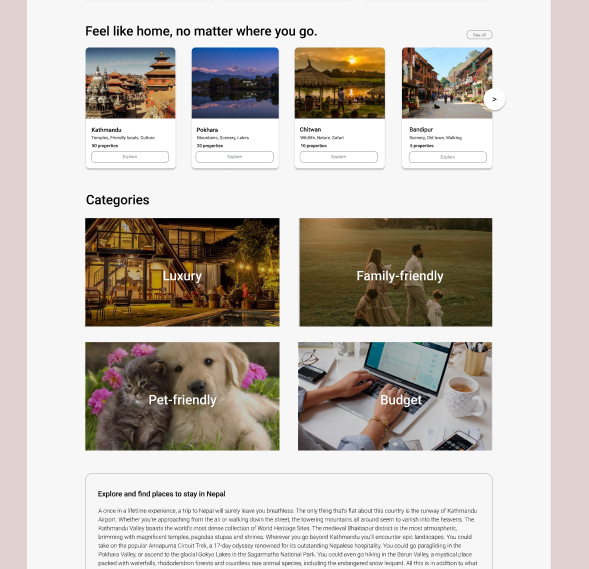 Feel like home, no matter where you go.
See all
Kathmandu
Temples, Friendly locals, Culture
90 properties
Explore
Pokhara
Mountains, Scenery, Lakes
20 properties
Explore
Chitwan
Wildlife, Nature, Safari
10 properties
Explore
Bandipur
Scenery, Old town, Walking
5 properties
Explore
>
Categories
Luxury
Family-friendly
Pet-friendly
Budget
Explore and find places to stay in Nepal
A once in a lifetime experience, a trip to Nepal will surely leave you breathless. The only thing that's flat about this country is the runway of Kathmandu
Airport. Whether you're approaching from the air or walking down the street, the towering mountains all around seem to vanish into the heavens. The
Kathmandu Valley boasts the world's most dense collection of World Heritage Sites. The medieval Bhaktapur district is the most atmospheric,
brimming with magnificent temples, pagodas stupas and shrines. Wherever you go beyond Kathmandu you'll encounter epic landscapes. You could
take on the popular Annapurna Circuit Trek, a 17-day odyssey renowned for its outstanding Nepalese hospitality. You could go paragliding in the
Pokhara Valley, or ascend to the glacial Gokyo Lakes in the Sagarmatha National Park. You could even go hiking in the Barun Valley, a mystical place
packed with waterfalls, rhododendron forests and countless rare animal species, including the endangered snow leopard. All this is in addition to what